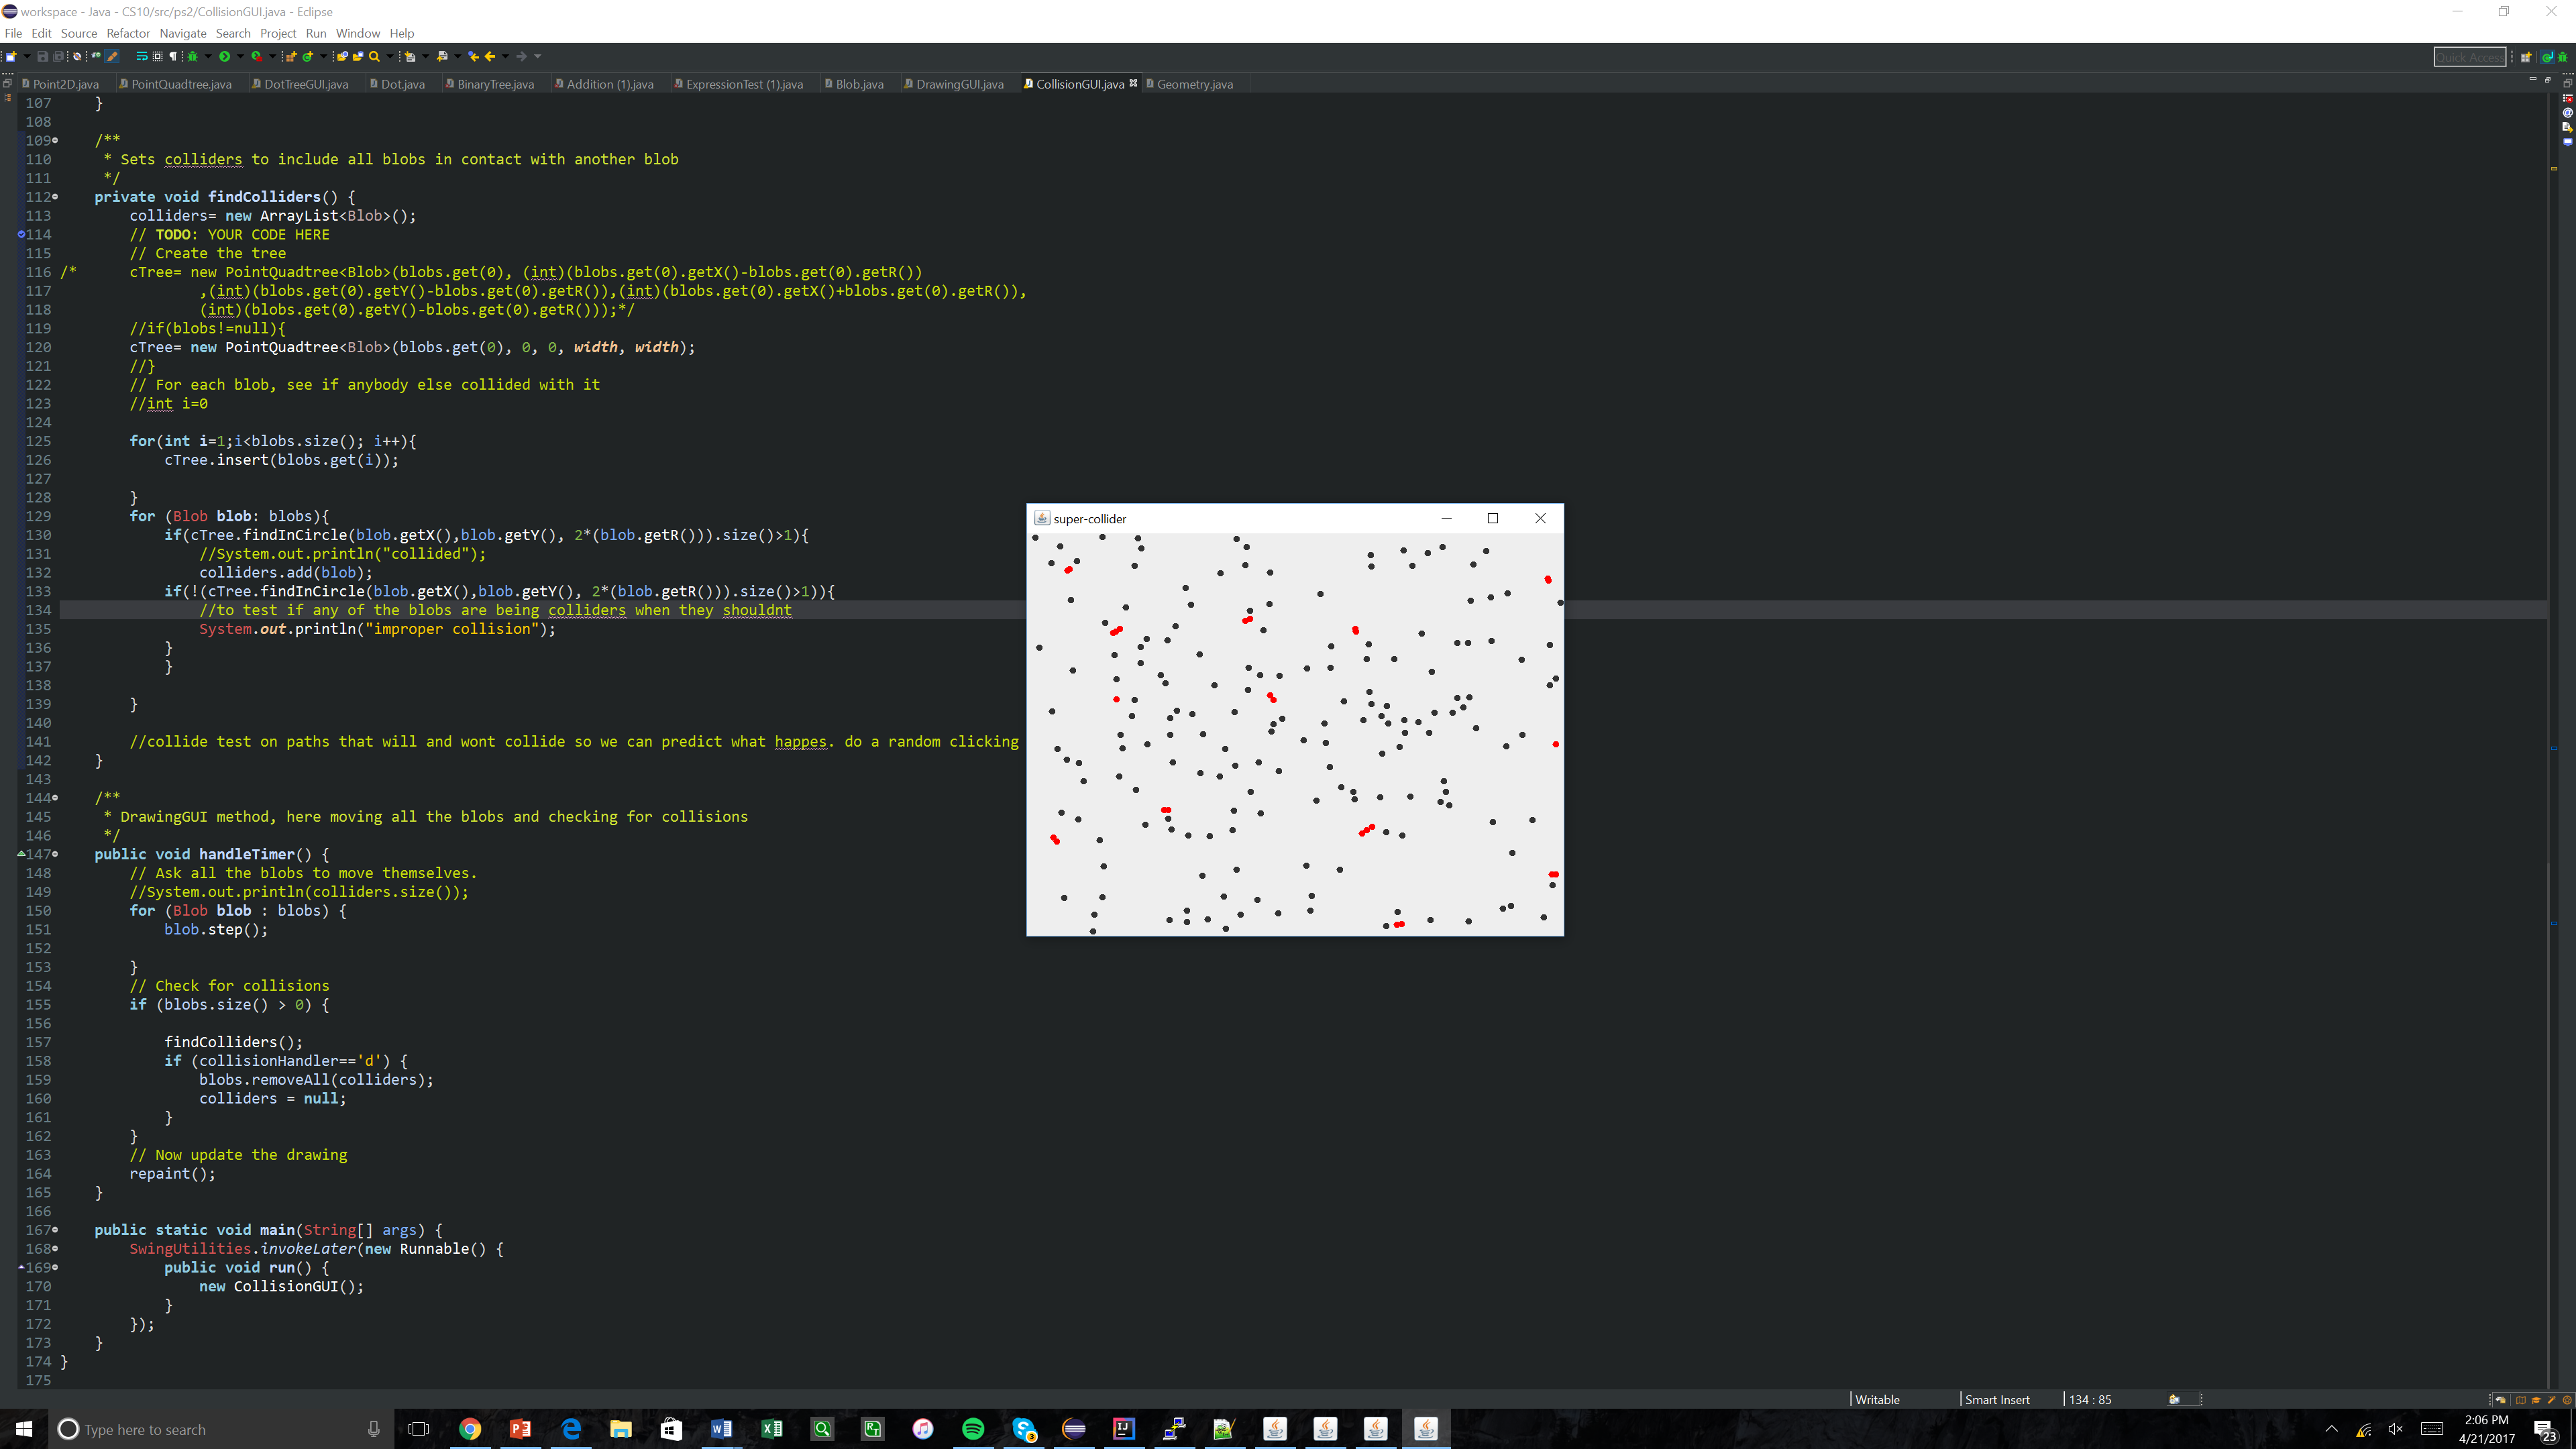 workspace - Java - CS10/src/ps2/CollisionGUI.java - Eclipse
File Edit Source Refactor Navigate Search Project Run Window Help
Quick Access
Point2D.java PointQuadtree.java DotTreeGUI.java Dot.java BinaryTree.java Addition (1).java ExpressionTest (1).java Blob.java DrawingGUI.java CollisionGUI.java Geometry.java
107 }
108
109 /**
110 * Sets colliders to include all blobs in contact with another blob
111 */
112 private void findColliders() {
113 colliders= new ArrayList<Blob>();
114 // TODO: YOUR CODE HERE
115 // Create the tree
116 /* cTree= new PointQuadtree<Blob>(blobs.get(0), (int)(blobs.get(0).getX()-blobs.get(0).getR())
117 ,(int)(blobs.get(0).getY()-blobs.get(0).getR()),(int)(blobs.get(0).getX()+blobs.get(0).getR()),
118 (int)(blobs.get(0).getY()-blobs.get(0).getR()));*/
119 //if(blobs!=null){
120 cTree= new PointQuadtree<Blob>(blobs.get(0), 0, 0, width, width);
121 //}
122 // For each blob, see if anybody else collided with it
123 //int i=0
124
125 for(int i=1;i<blobs.size(); i++){
126 cTree.insert(blobs.get(i));
127
128 }
129 for (Blob blob: blobs){
130 if(cTree.findInCircle(blob.getX(),blob.getY(), 2*(blob.getR())).size()>1){
131 //System.out.println("collided");
132 colliders.add(blob);
133 if(!(cTree.findInCircle(blob.getX(),blob.getY(), 2*(blob.getR())).size()>1)){
134 //to test if any of the blobs are being colliders when they shouldnt
135 System.out.println("improper collision");
136 }
137 }
138
139 }
140
141 //collide test on paths that will and wont collide so we can predict what happes. do a random clicking
142 }
143
144 /**
145 * DrawingGUI method, here moving all the blobs and checking for collisions
146 */
147 public void handleTimer() {
148 // Ask all the blobs to move themselves.
149 //System.out.println(colliders.size());
150 for (Blob blob : blobs) {
151 blob.step();
152
153 }
154 // Check for collisions
155 if (blobs.size() > 0) {
156
157 findColliders();
158 if (collisionHandler=='d') {
159 blobs.removeAll(colliders);
160 colliders = null;
161 }
162 }
163 // Now update the drawing
164 repaint();
165 }
166
167 public static void main(String[] args) {
168 SwingUtilities.invokeLater(new Runnable() {
169 public void run() {
170 new CollisionGUI();
171 }
172 });
173 }
174 }
175
super-collider
Writable Smart Insert 134 : 85
Type here to search
2:06 PM
4/21/2017
23
3